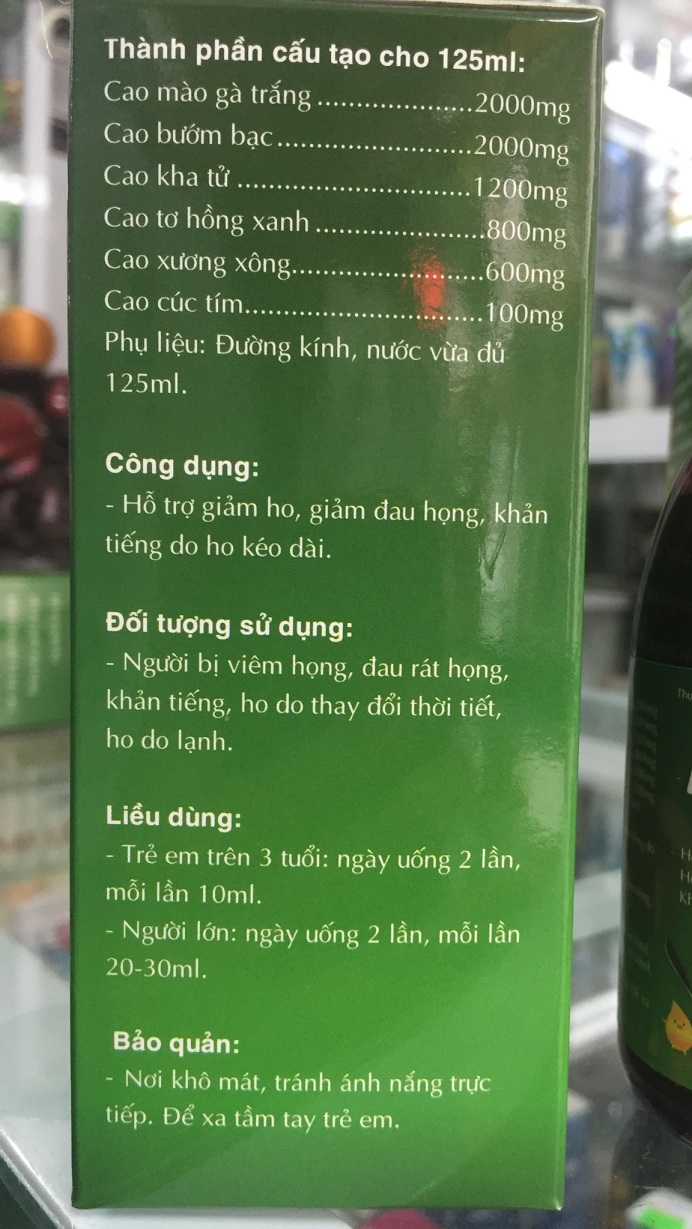 Thành phần cấu tạo cho 125ml:
Cao mào gà trắng....................2000mg
Cao bướm bạc.........................2000mg
Cao kha tử..............................1200mg
Cao tơ hồng xanh......................800mg
Cao xương xông.........................600mg
Cao cúc tím...............................100mg
Phụ liệu: Đường kính, nước vừa đủ
125ml.
Công dụng:
- Hỗ trợ giảm ho, giảm đau họng, khản
tiếng do ho kéo dài.
Đối tượng sử dụng:
- Người bị viêm họng, đau rát họng,
khản tiếng, ho do thay đổi thời tiết,
ho do lạnh.
Liều dùng:
- Trẻ em trên 3 tuổi: ngày uống 2 lần,
mỗi lần 10ml.
- Người lớn: ngày uống 2 lần, mỗi lần
20-30ml.
Bảo quản:
- Nơi khô mát, tránh ánh nắng trực
tiếp. Để xa tầm tay trẻ em.